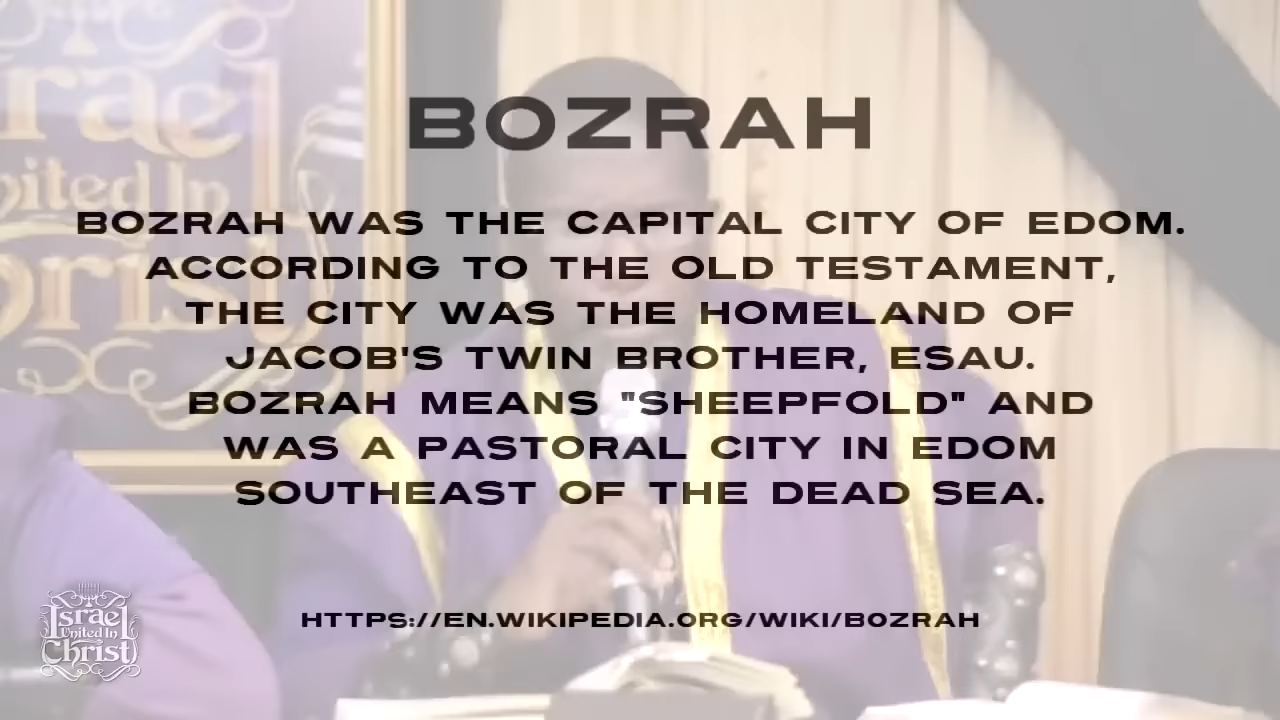 BOZRAH
BOZRAH WAS THE CAPITAL CITY OF EDOM.
ACCORDING TO THE OLD TESTAMENT,
THE CITY WAS THE HOMELAND OF
JACOB'S TWIN BROTHER, ESAU.
BOZRAH MEANS "SHEEPFOLD" AND
WAS A PASTORAL CITY IN EDOM
SOUTHEAST OF THE DEAD SEA.
HTTPS://EN.WIKIPEDIA.ORG/WIKI/BOZRAH
Israel
United In
Christ